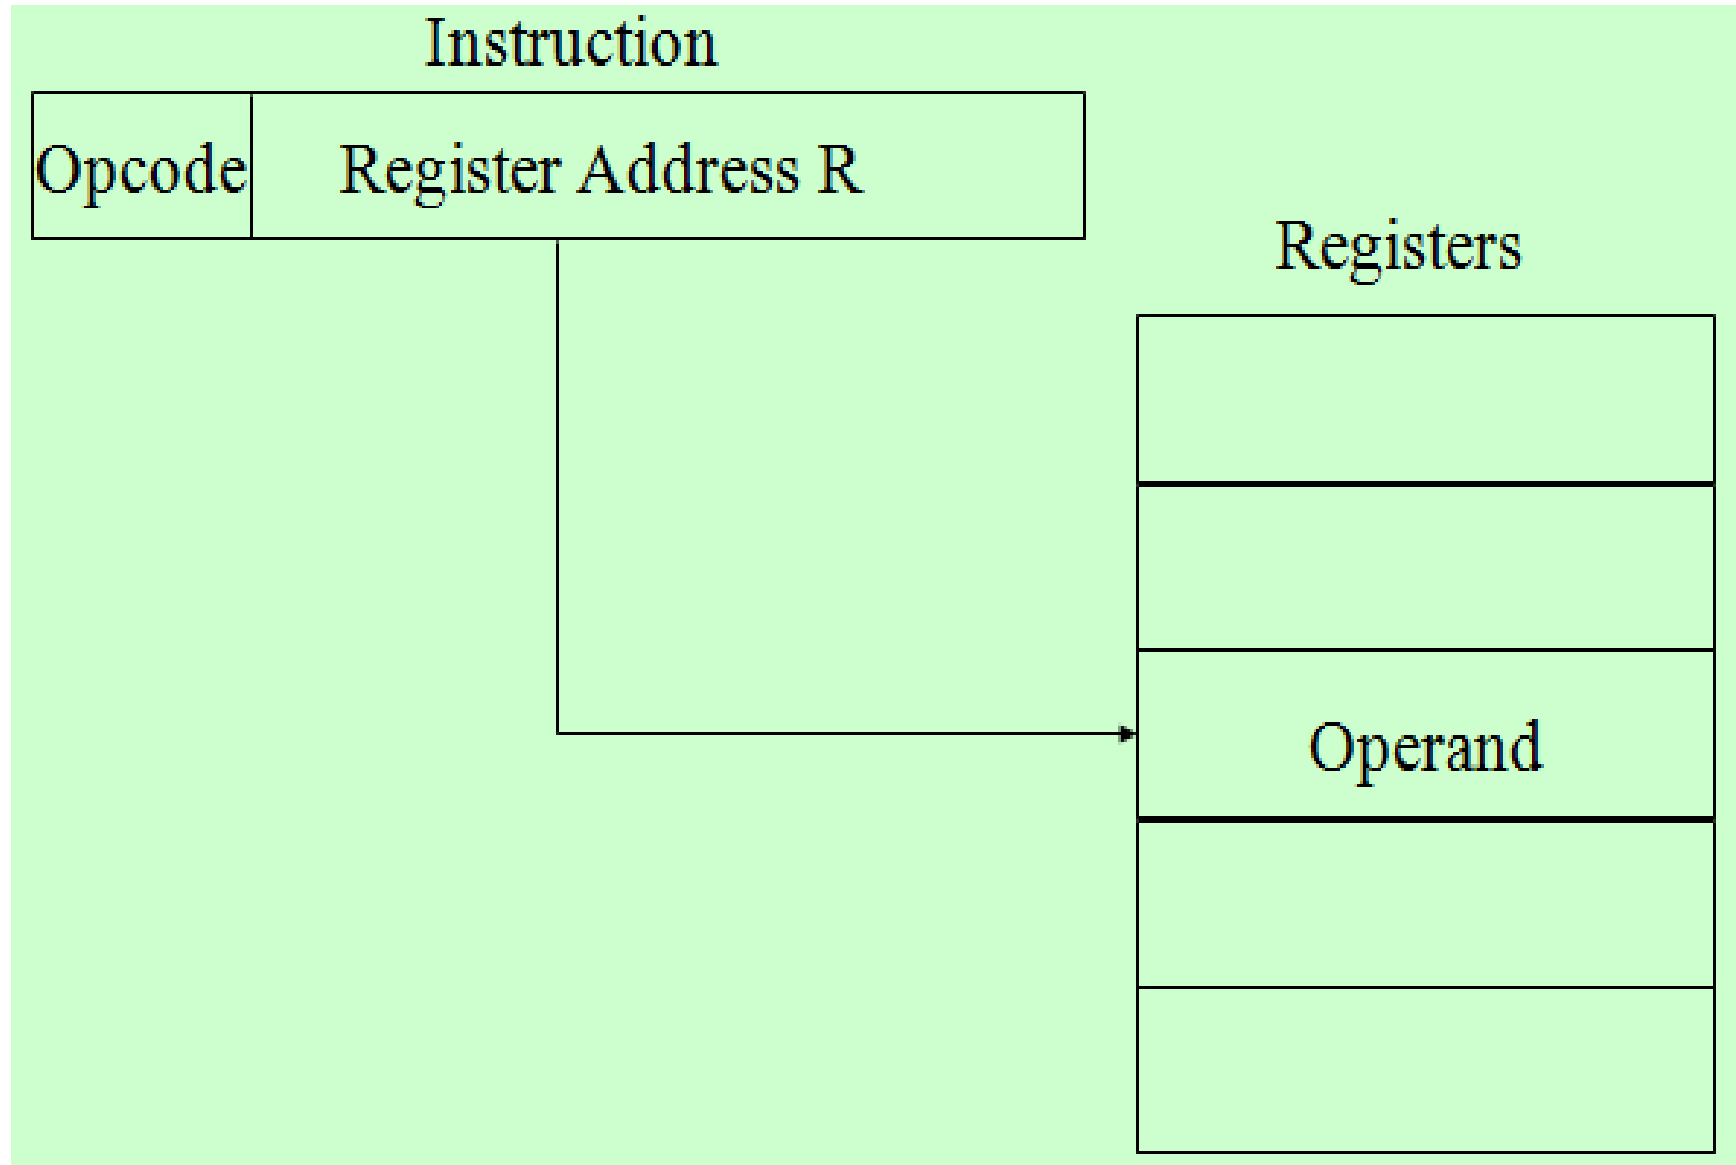 Instruction
Opcode
Register Address R
Registers
Operand